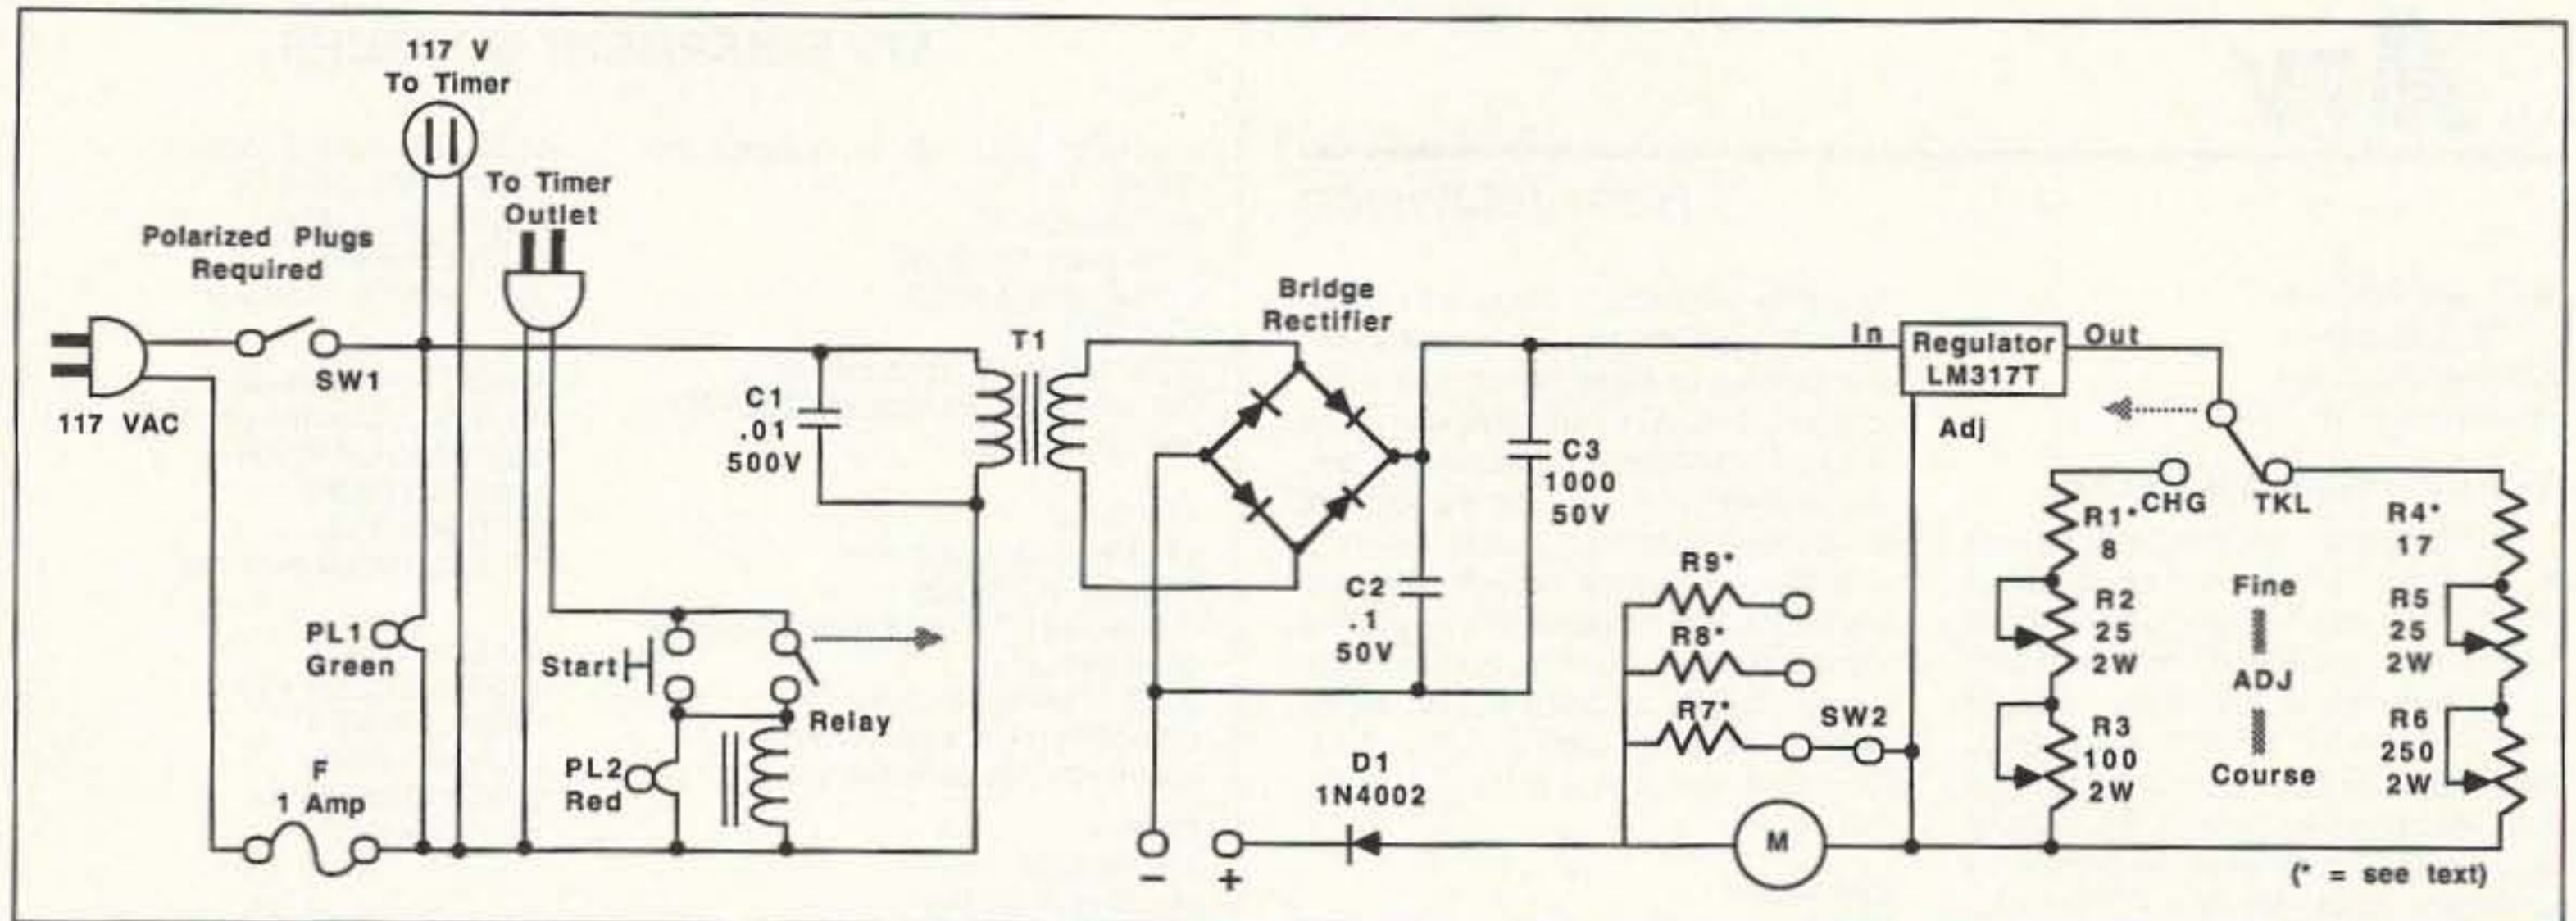 117 V
To Timer
To Timer
Outlet
Polarized Plugs
Required
SW1
117 VAC
PL1
Green
F
1 Amp
Start
Relay
PL2
Red
C1
.01
500V
T1
Bridge
Rectifier
C3
1000
50V
C2
.1
50V
D1
1N4002
–
+
R9*
R8*
R7*
SW2
M
In
Regulator
LM317T
Out
Adj
CHG
TKL
R1*
8
R2
25
2W
R3
100
2W
Fine
ADJ
Course
R4*
17
R5
25
2W
R6
250
2W
(* = see text)